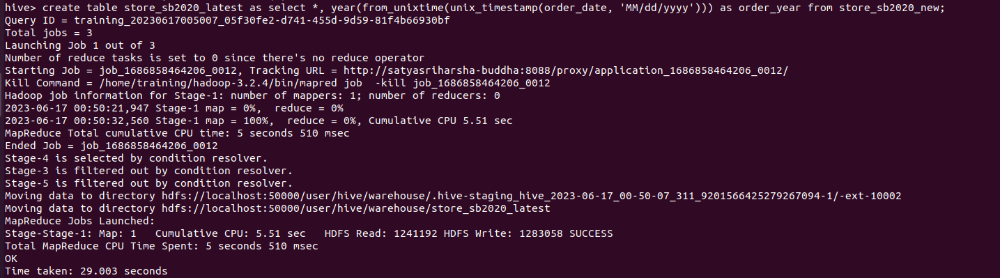 hive> create table store_sb2020_latest as select *, year(from_unixtime(unix_timestamp(order_date, 'MM/dd/yyyy'))) as order_year from store_sb2020_new;
Query ID = training_20230617005007_05f30fe2-d741-455d-9d59-81f4b66930bf
Total jobs = 3
Launching Job 1 out of 3
Number of reduce tasks is set to 0 since there's no reduce operator
Starting Job = job_1686858464206_0012, Tracking URL = http://satyasriharsha-buddha:8088/proxy/application_1686858464206_0012/
Kill Command = /home/training/hadoop-3.2.4/bin/mapred job  -kill job_1686858464206_0012
Hadoop job information for Stage-1: number of mappers: 1; number of reducers: 0
2023-06-17 00:50:21,947 Stage-1 map = 0%,  reduce = 0%
2023-06-17 00:50:32,560 Stage-1 map = 100%,  reduce = 0%, Cumulative CPU 5.51 sec
MapReduce Total cumulative CPU time: 5 seconds 510 msec
Ended Job = job_1686858464206_0012
Stage-4 is selected by condition resolver.
Stage-3 is filtered out by condition resolver.
Stage-5 is filtered out by condition resolver.
Moving data to directory hdfs://localhost:50000/user/hive/warehouse/.hive-staging_hive_2023-06-17_00-50-07_311_9201566425279267094-1/-ext-10002
Moving data to directory hdfs://localhost:50000/user/hive/warehouse/store_sb2020_latest
MapReduce Jobs Launched:
Stage-Stage-1: Map: 1   Cumulative CPU: 5.51 sec   HDFS Read: 1241192 HDFS Write: 1283058 SUCCESS
Total MapReduce CPU Time Spent: 5 seconds 510 msec
OK
Time taken: 29.003 seconds